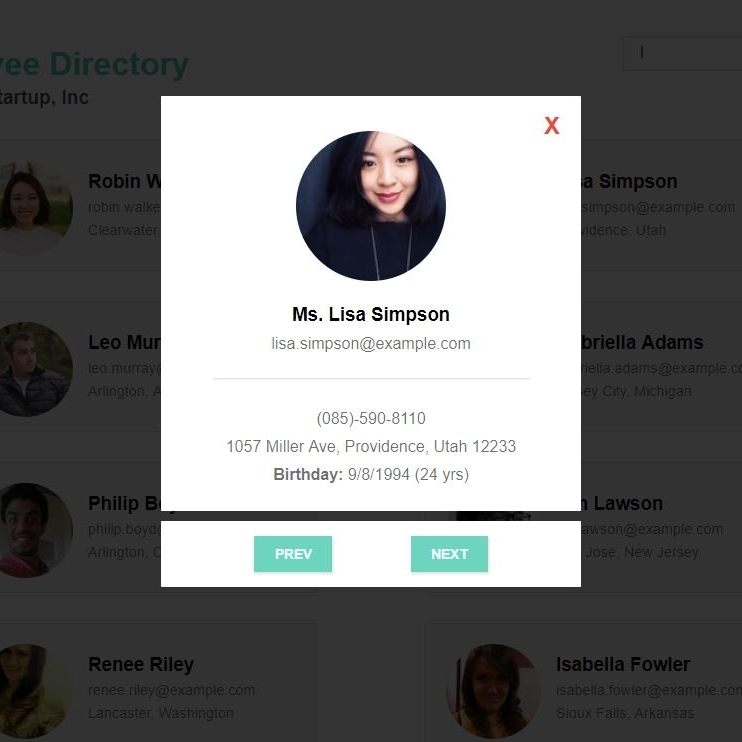 ee Directory
tartup, Inc
X
Robin W
robin.walke
Clearwater,
sa Simpson
simpson@example.com
vidence, Utah
Ms. Lisa Simpson
lisa.simpson@example.com
(085)-590-8110
1057 Miller Ave, Providence, Utah 12233
Birthday: 9/8/1994 (24 yrs)
PREV
NEXT
Leo Mur
leo.murray@
Arlington, A
briella Adams
riella.adams@example.co
ey City, Michigan
Philip Bo
philip.boyd@
Arlington, C
n Lawson
awson@example.com
Jose, New Jersey
Renee Riley
renee.riley@example.com
Lancaster, Washington
Isabella Fowler
isabella.fowler@example.com
Sioux Falls, Arkansas